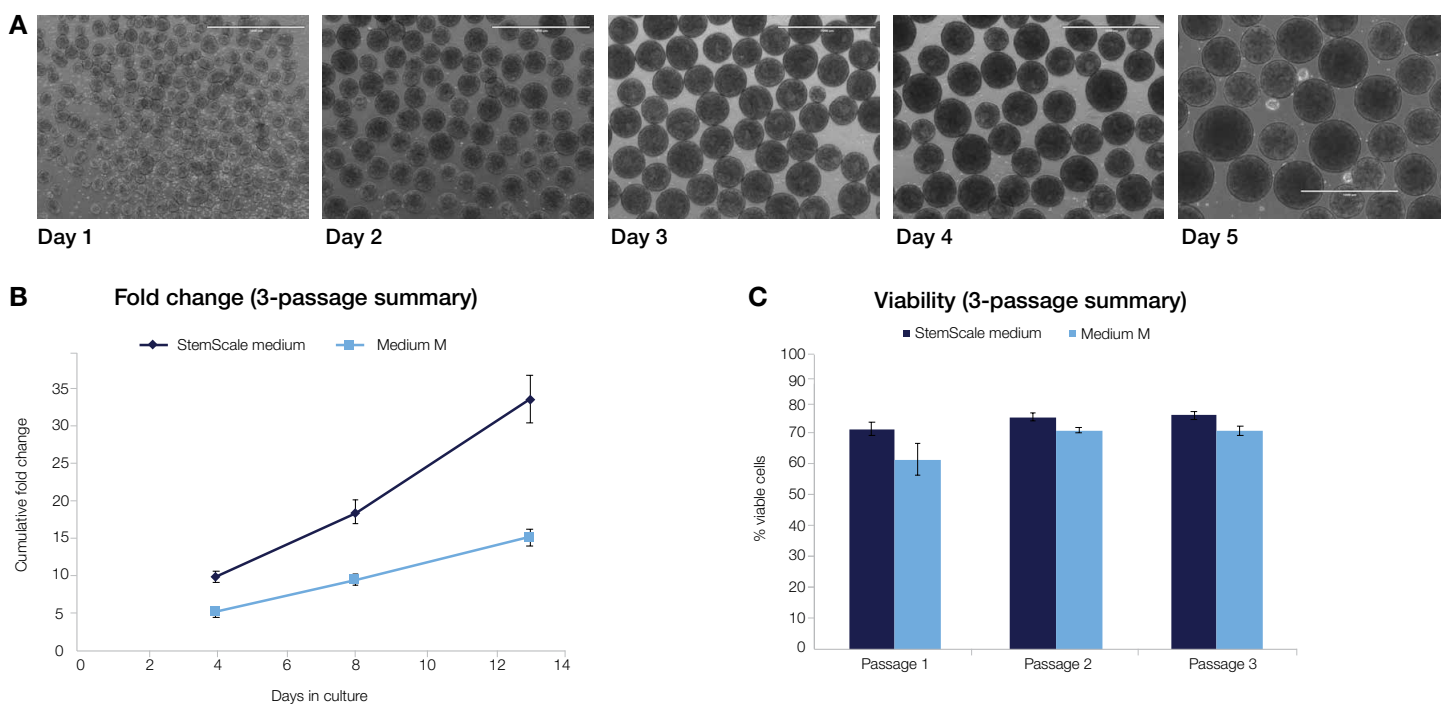 A
Day 1
Day 2
Day 3
Day 4
Day 5
B
Fold change (3-passage summary)
StemScale medium
Medium M
Cumulative fold change
35
30
25
20
15
10
5
0
0 2 4 6 8 10 12 14
Days in culture
C
Viability (3-passage summary)
StemScale medium
Medium M
% viable cells
100
90
80
70
60
50
40
30
20
10
0
Passage 1
Passage 2
Passage 3